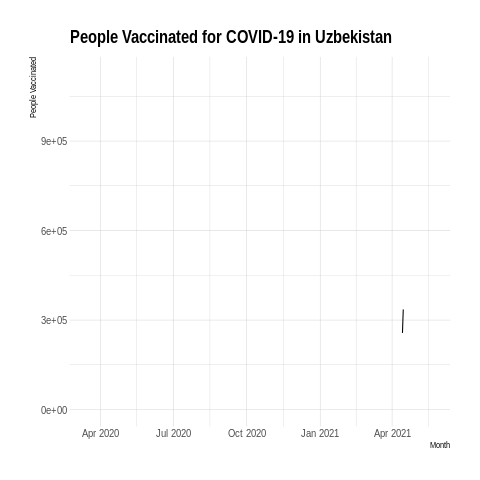 People Vaccinated for COVID-19 in Uzbekistan
People Vaccinated
9e+05
6e+05
3e+05
0e+00
Apr 2020
Jul 2020
Oct 2020
Jan 2021
Apr 2021
Month